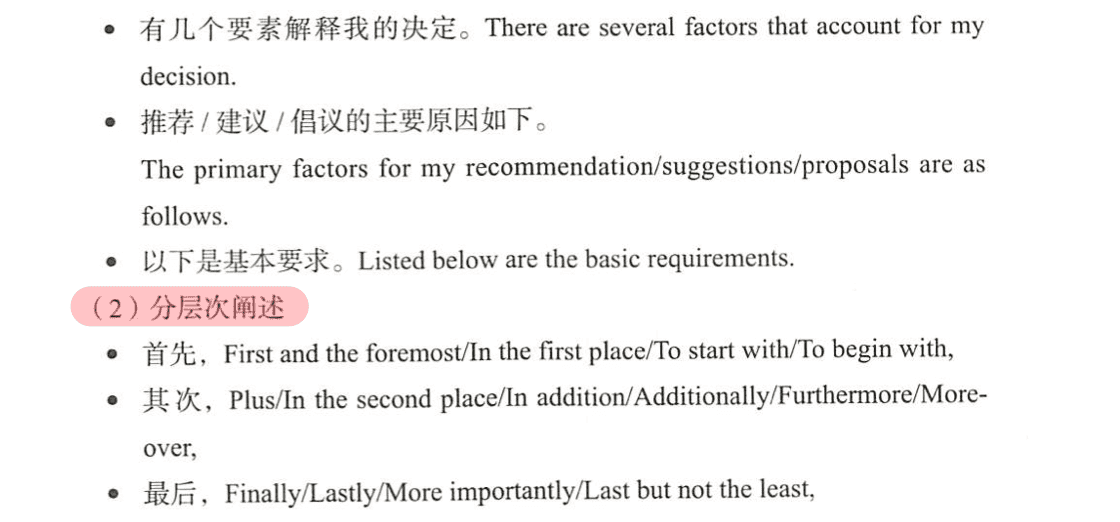 • 有几个要素解释我的决定。There are several factors that account for my
decision.
• 推荐 / 建议 / 倡议的主要原因如下。
The primary factors for my recommendation/suggestions/proposals are as
follows.
• 以下是基本要求。Listed below are the basic requirements.
（2）分层次阐述
• 首先，First and the foremost/In the first place/To start with/To begin with,
• 其次，Plus/In the second place/In addition/Additionally/Furthermore/More-
over,
• 最后，Finally/Lastly/More importantly/Last but not the least,